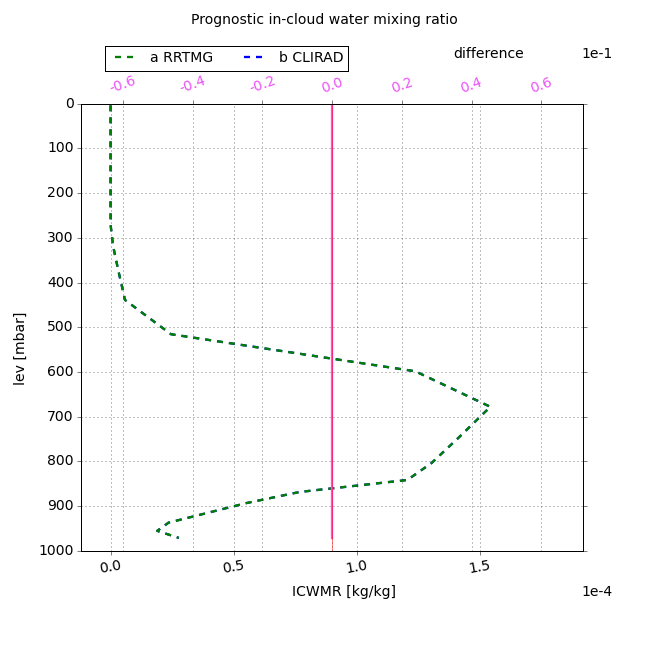 Prognostic in-cloud water mixing ratio
a RRTMG b CLIRAD difference 1e-1
-0.6 -0.4 -0.2 0.0 0.2 0.4 0.6
0
100
200
300
400
500
600
700
800
900
1000
lev [mbar]
0.0 0.5 1.0 1.5
ICWMR [kg/kg] 1e-4